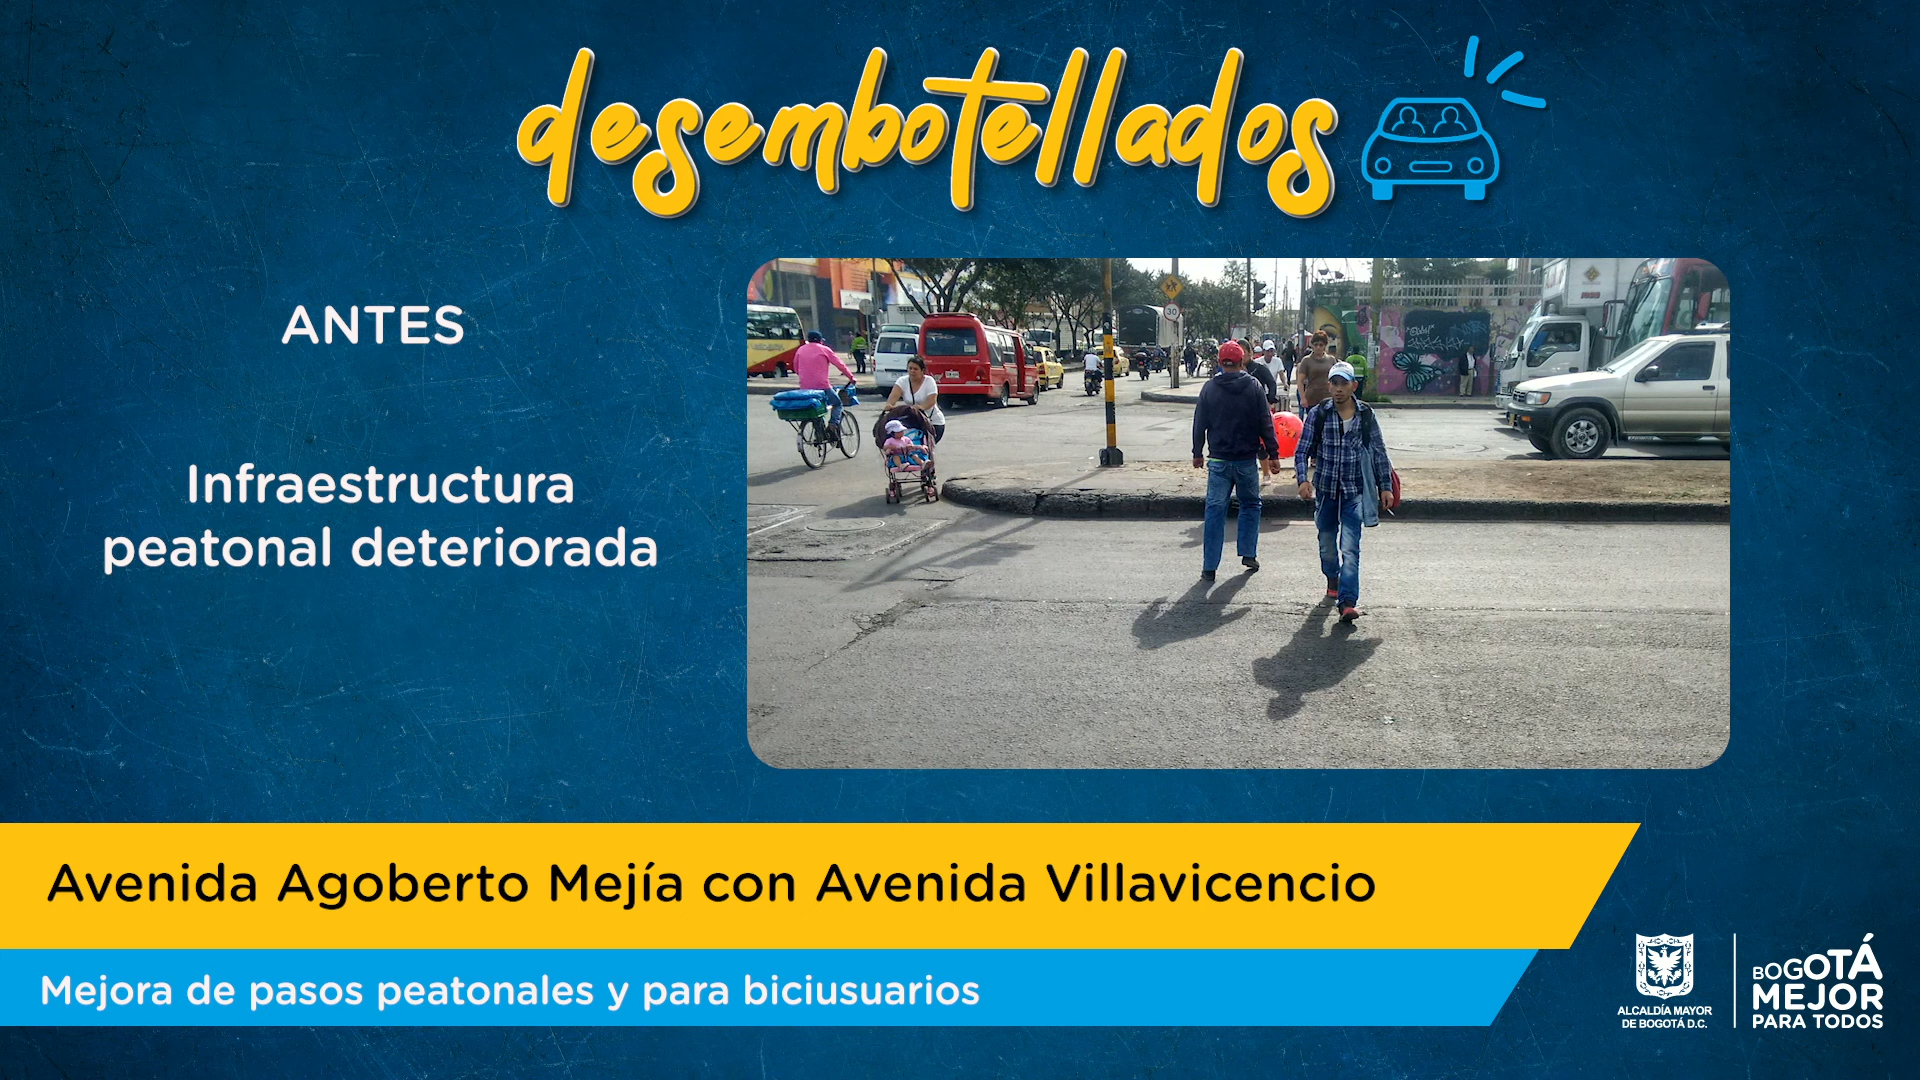 desembotellados
ANTES
Infraestructura
peatonal deteriorada
30
Avenida Agoberto Mejía con Avenida Villavicencio
Mejora de pasos peatonales y para biciusuarios
ALCALDÍA MAYOR
DE BOGOTÁ D.C.
BOGOTÁ
MEJOR
PARA TODOS